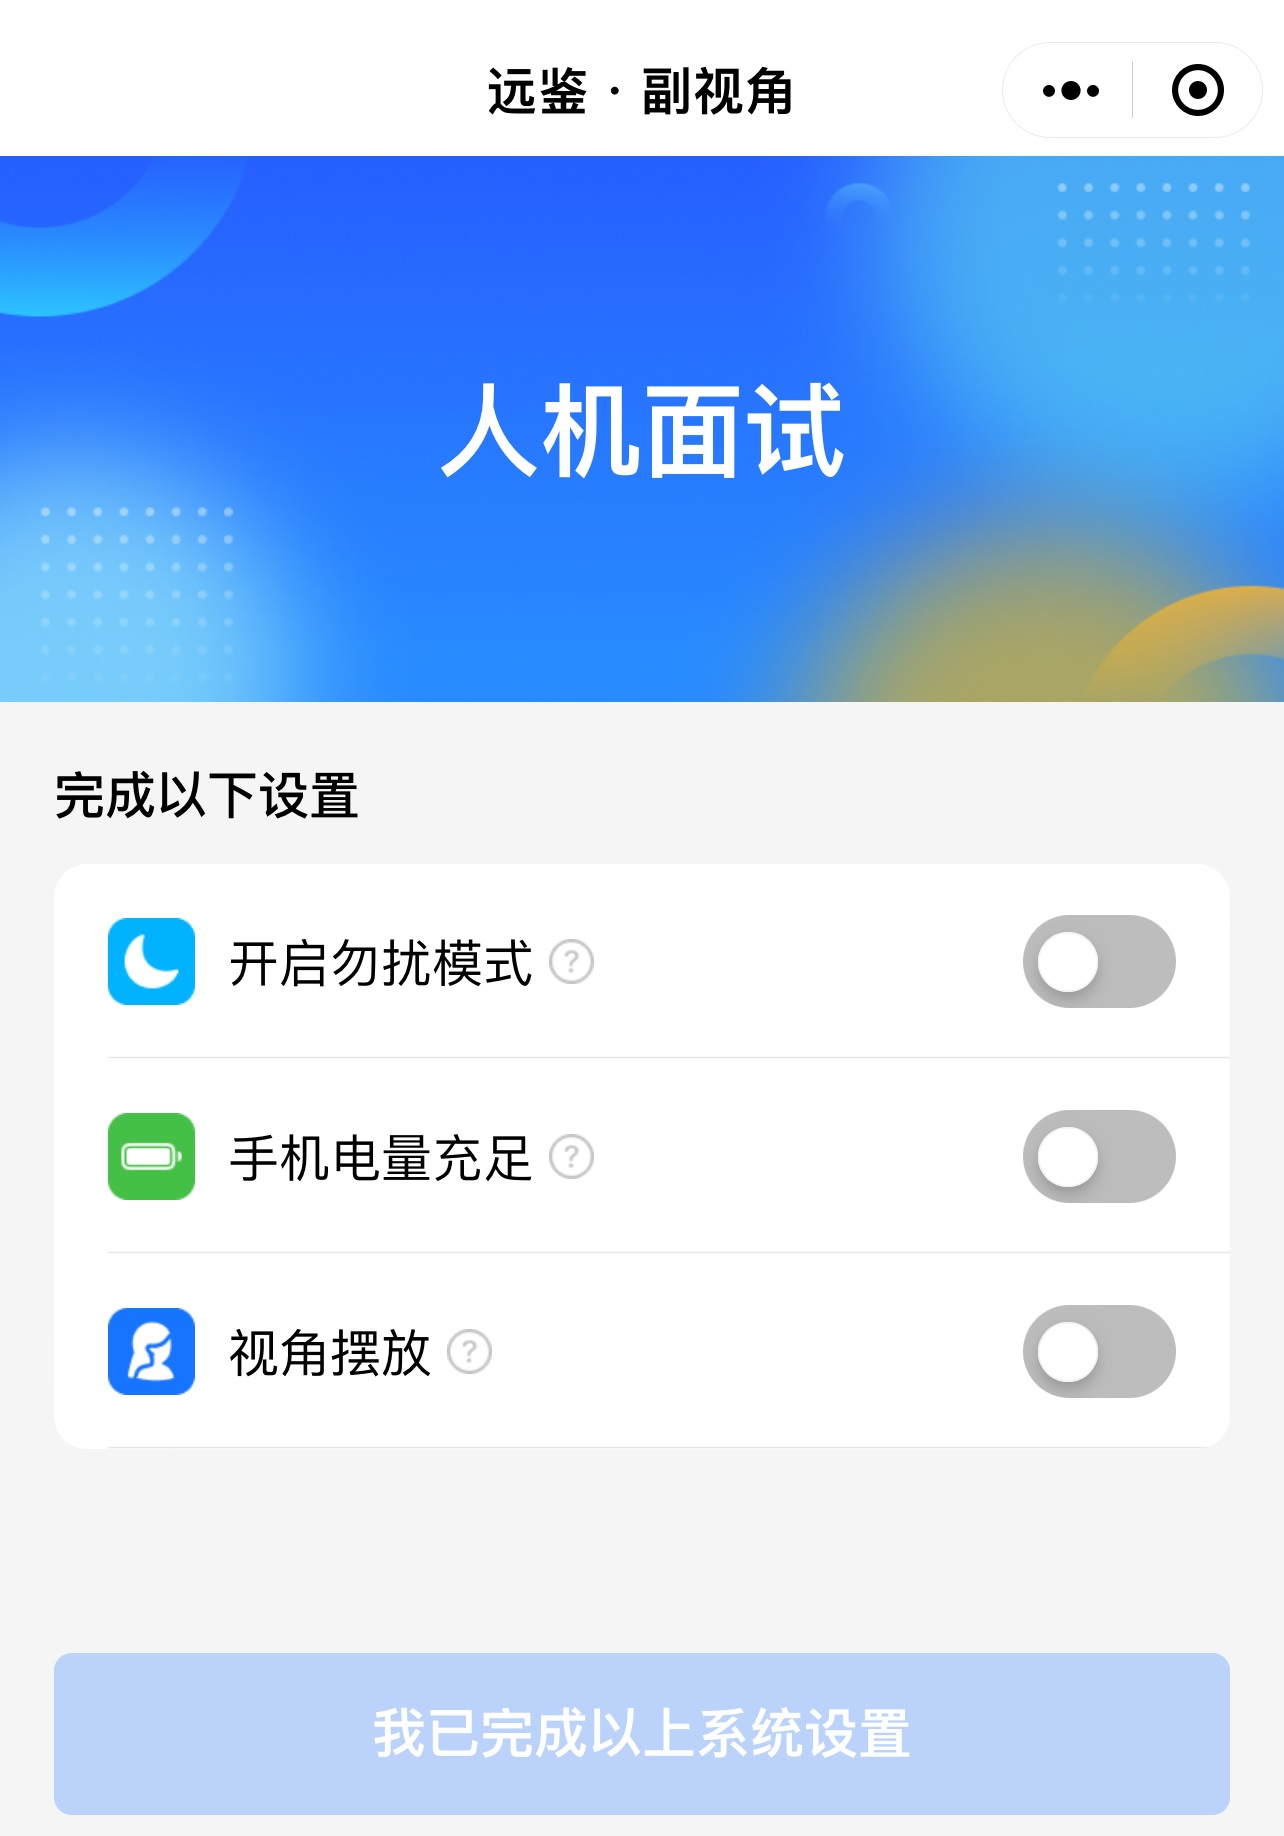 远鉴 · 副视角
人机面试
完成以下设置
开启勿扰模式 ?
手机电量充足 ?
视角摆放 ?
我已完成以上系统设置